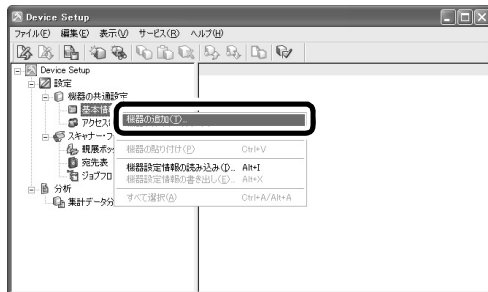 Device Setup
ファイル(F) 編集(E) 表示(V) サービス(R) ヘルプ(H)
Device Setup
設定
機器の共通設定
基本情
機器の追加(T)...
アクセス
スキャナー・フ
機器の貼り付け(P) Ctrl+V
親展ボッ
機器設定情報の読み込み(I)... Alt+I
宛先表
機器設定情報の書き出し(E)... Alt+X
ジョブフロ
すべて選択(A) Ctrl+A/Alt+A
分析
集計データ分